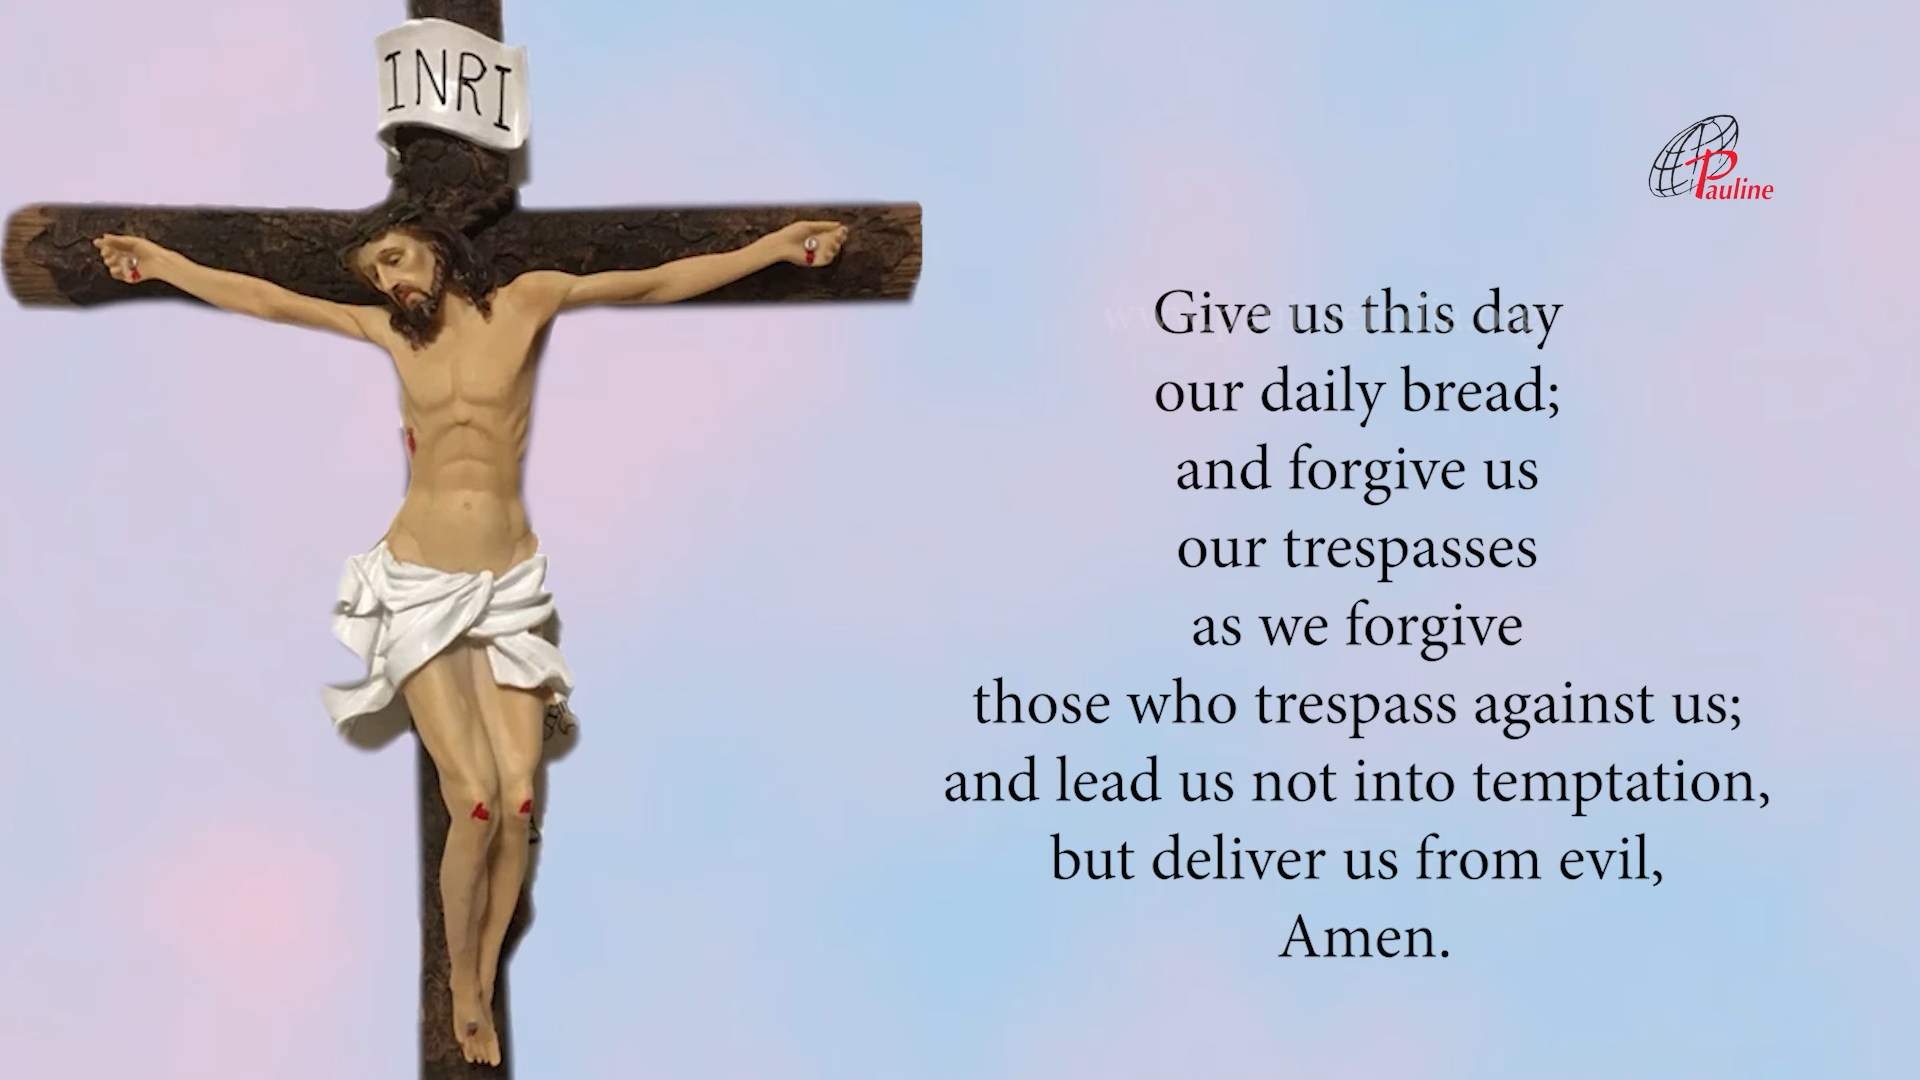 INRI
Pauline
Give us this day
our daily bread;
and forgive us
our trespasses
as we forgive
those who trespass against us;
and lead us not into temptation,
but deliver us from evil,
Amen.